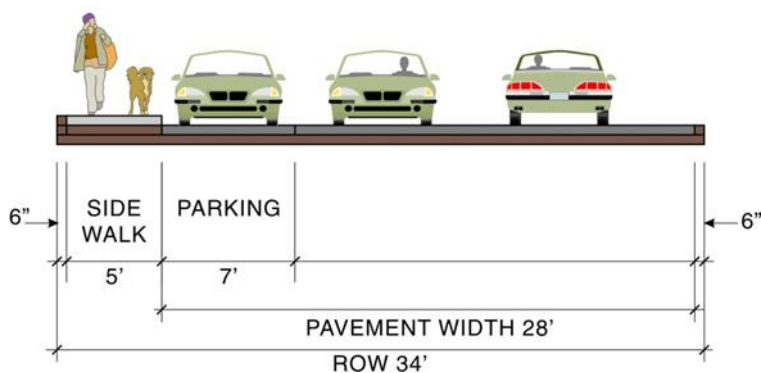 6”
SIDE
WALK
PARKING
6”
5’
7’
PAVEMENT WIDTH 28’
ROW 34’